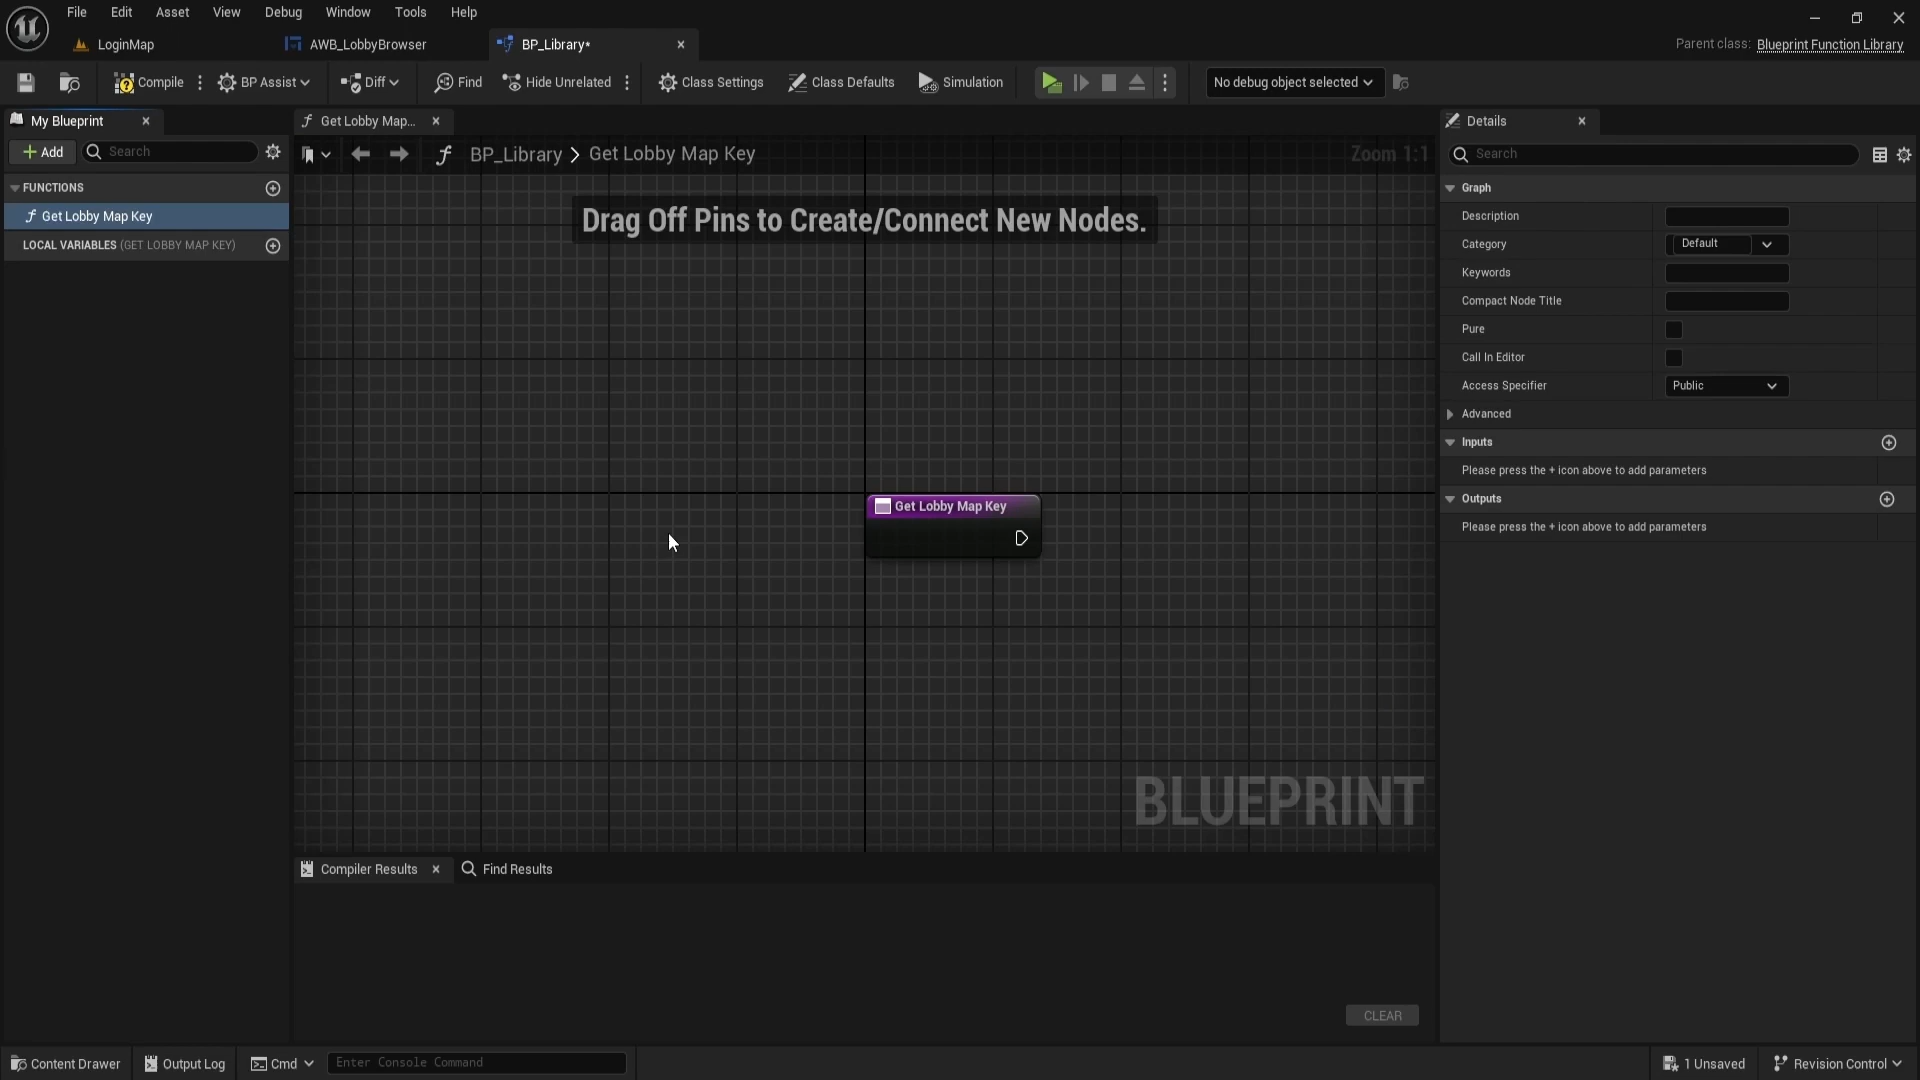 File Edit Asset View Debug Window Tools Help
LoginMap AWB_LobbyBrowser BP_Library*
Parent class: Blueprint Function Library
Compile BP Assist Diff Find Hide Unrelated Class Settings Class Defaults Simulation No debug object selected
My Blueprint
Add Search
FUNCTIONS
Get Lobby Map Key
LOCAL VARIABLES (GET LOBBY MAP KEY)
Get Lobby Map...
BP_Library > Get Lobby Map Key
Zoom 1:1
Drag Off Pins to Create/Connect New Nodes.
Get Lobby Map Key
BLUEPRINT
Compiler Results Find Results
CLEAR
Details
Search
Graph
Description
Category Default
Keywords
Compact Node Title
Pure
Call In Editor
Access Specifier Public
Advanced
Inputs
Please press the + icon above to add parameters
Outputs
Please press the + icon above to add parameters
Content Drawer Output Log Cmd Enter Console Command 1 Unsaved Revision Control